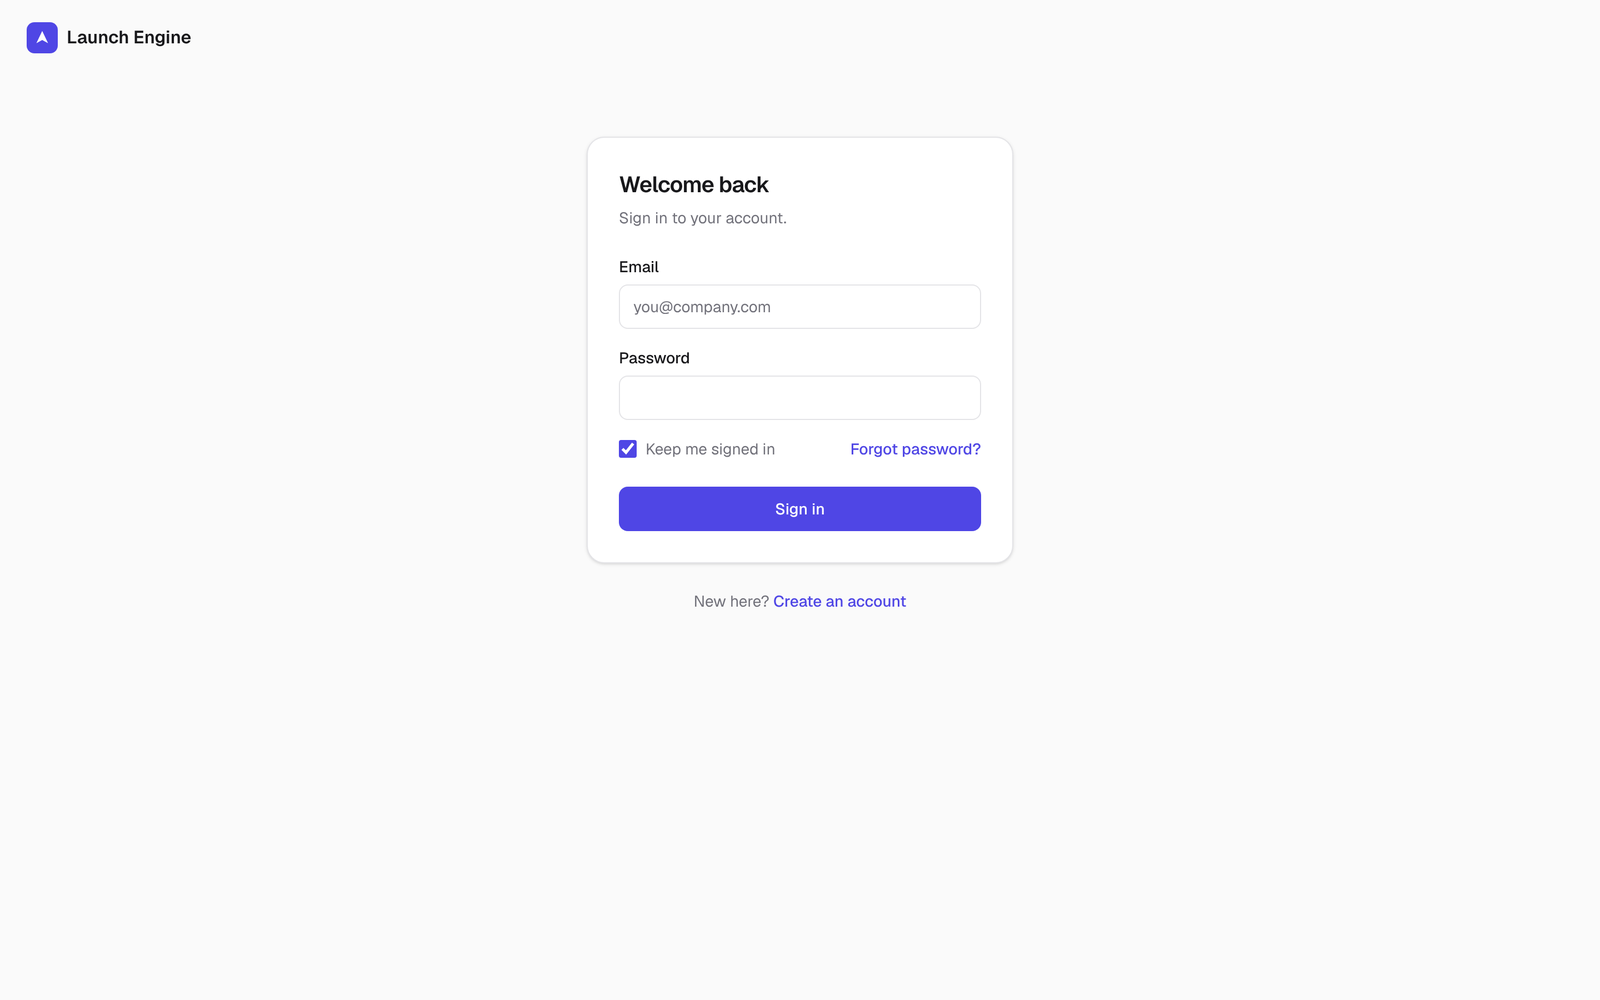 Launch Engine
Welcome back
Sign in to your account.
Email
you@company.com
Password
Keep me signed in
Forgot password?
Sign in
New here? Create an account